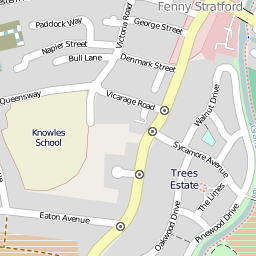 Fenny Stratford
Paddock Way
George Street
Victoria Road
Napier Street
Bull Lane
Denmark Street
Queensway
Vicarage Road
Walnut Drive
Knowles
School
Sycamore Avenue
Trees
Estate
The Limes
Eaton Avenue
Oakwood Drive
Pinewood Drive